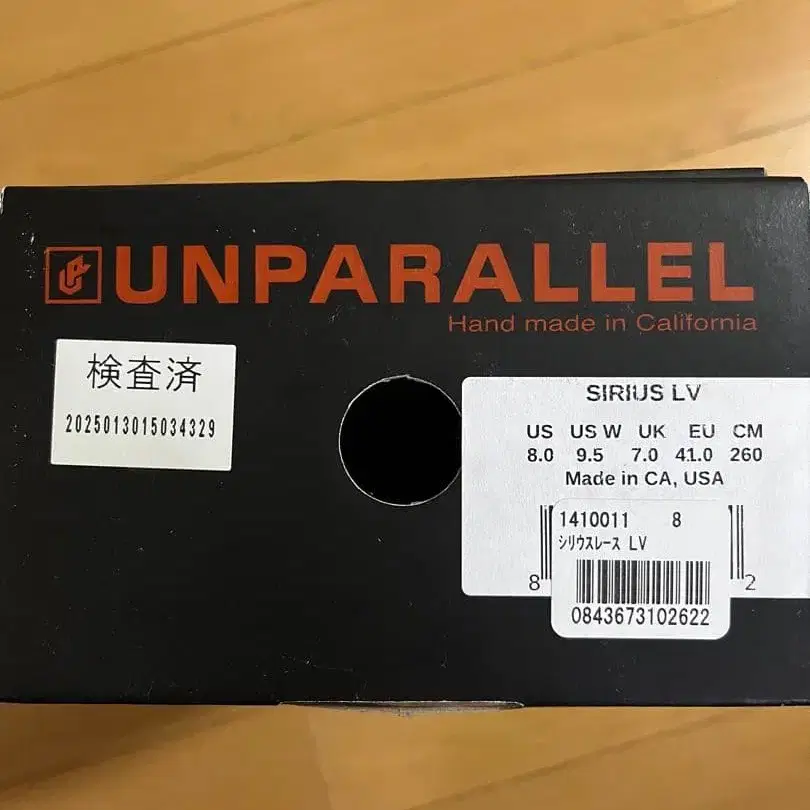 UNPARALLEL
Hand made in California
検査済
2025013015034329
SIRIUS LV
US US W UK EU CM
8.0 9.5 7.0 41.0 260
Made in CA, USA
1410011 8
シリウスレース LV
8 2
0843673102622